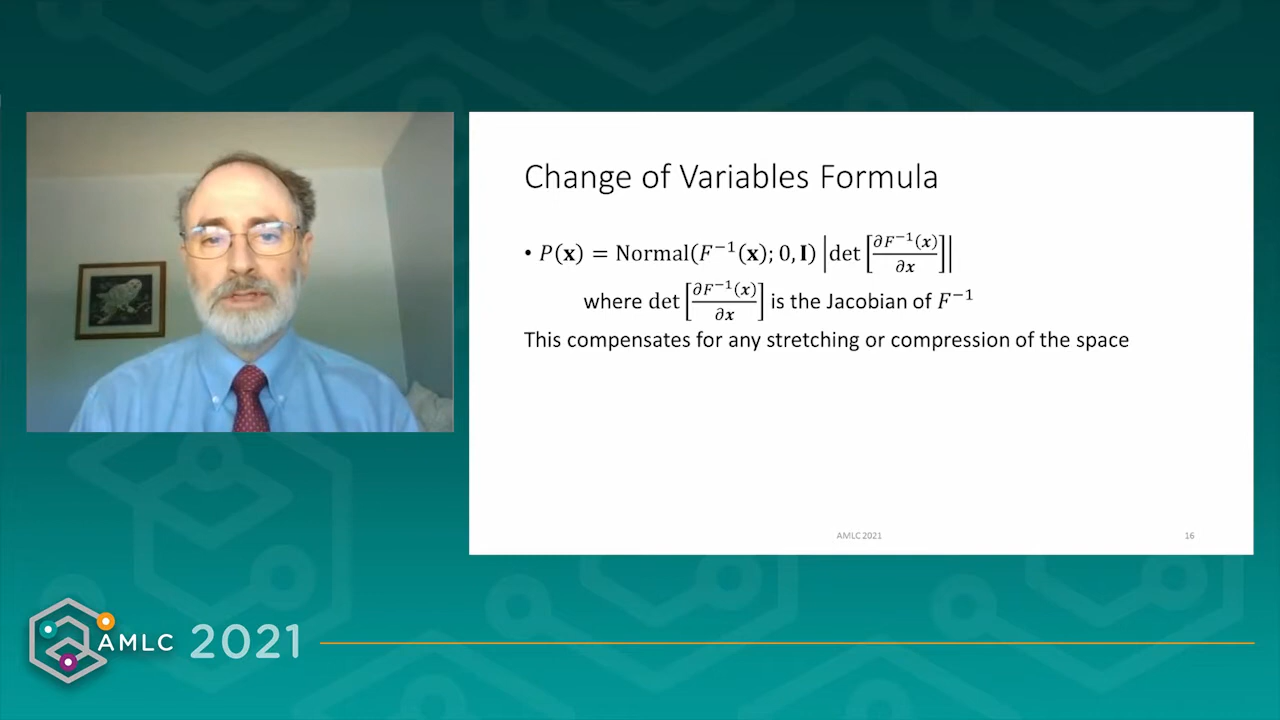 Change of Variables Formula
• P(x) = Normal(F⁻¹(x); 0, I) |det [∂F⁻¹(x)/∂x]|
where det [∂F⁻¹(x)/∂x] is the Jacobian of F⁻¹
This compensates for any stretching or compression of the space
AMLC 2021
16
AMLC 2021